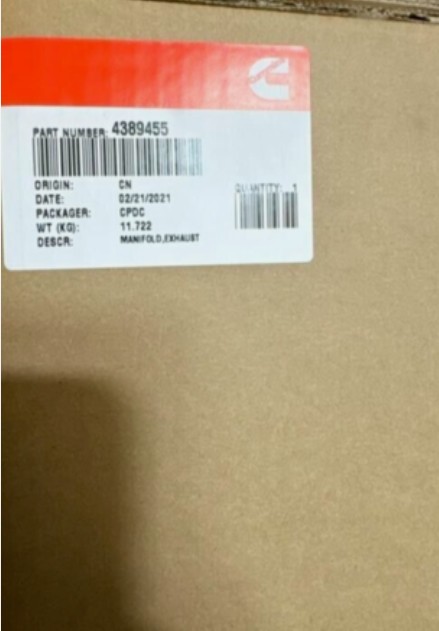 PART NUMBER: 4389455
ORIGIN: CN
DATE: 02/21/2021
QUANTITY: 1
PACKAGER: CPDC
WT (KG): 11.722
DESCR: MANIFOLD,EXHAUST